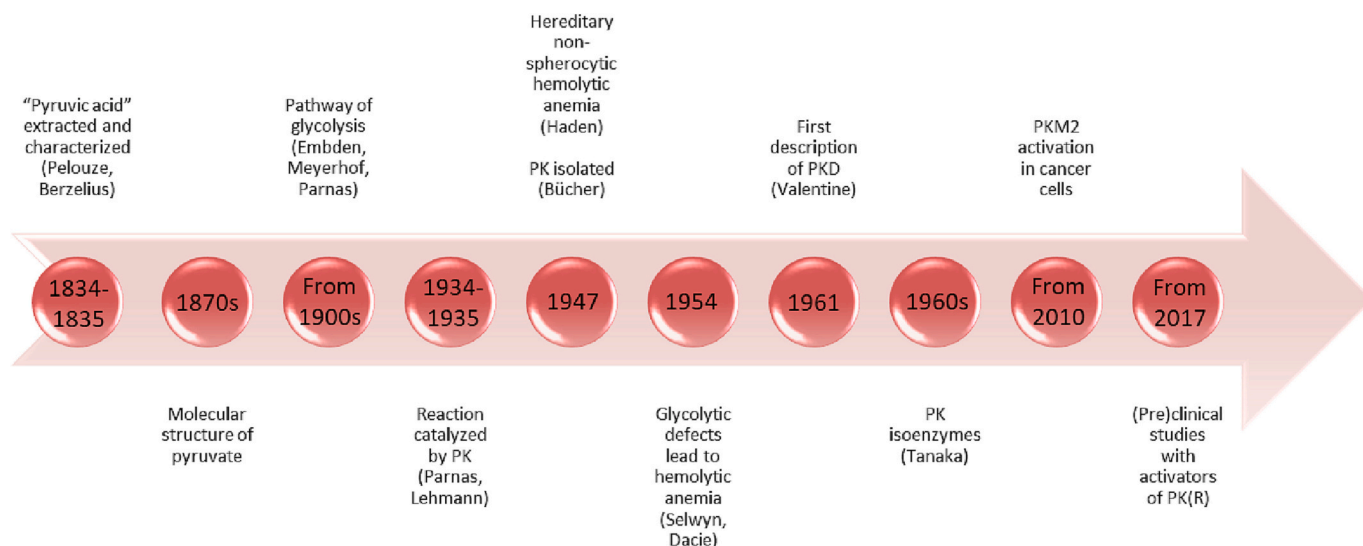 "Pyruvic acid"
extracted and
characterized
(Pelouze,
Berzelius)
Pathway of
glycolysis
(Embden,
Meyerhof,
Parnas)
Hereditary
non-
spherocytic
hemolytic
anemia
(Haden)
PK isolated
(Bücher)
First
description
of PKD
(Valentine)
PKM2
activation
in cancer
cells
1834-
1835
1870s
From
1900s
1934-
1935
1947
1954
1961
1960s
From
2010
From
2017
Molecular
structure of
pyruvate
Reaction
catalyzed
by PK
(Parnas,
Lehmann)
Glycolytic
defects
lead to
hemolytic
anemia
(Selwyn,
Dacie)
PK
isoenzymes
(Tanaka)
(Pre)clinical
studies
with
activators
of PK(R)